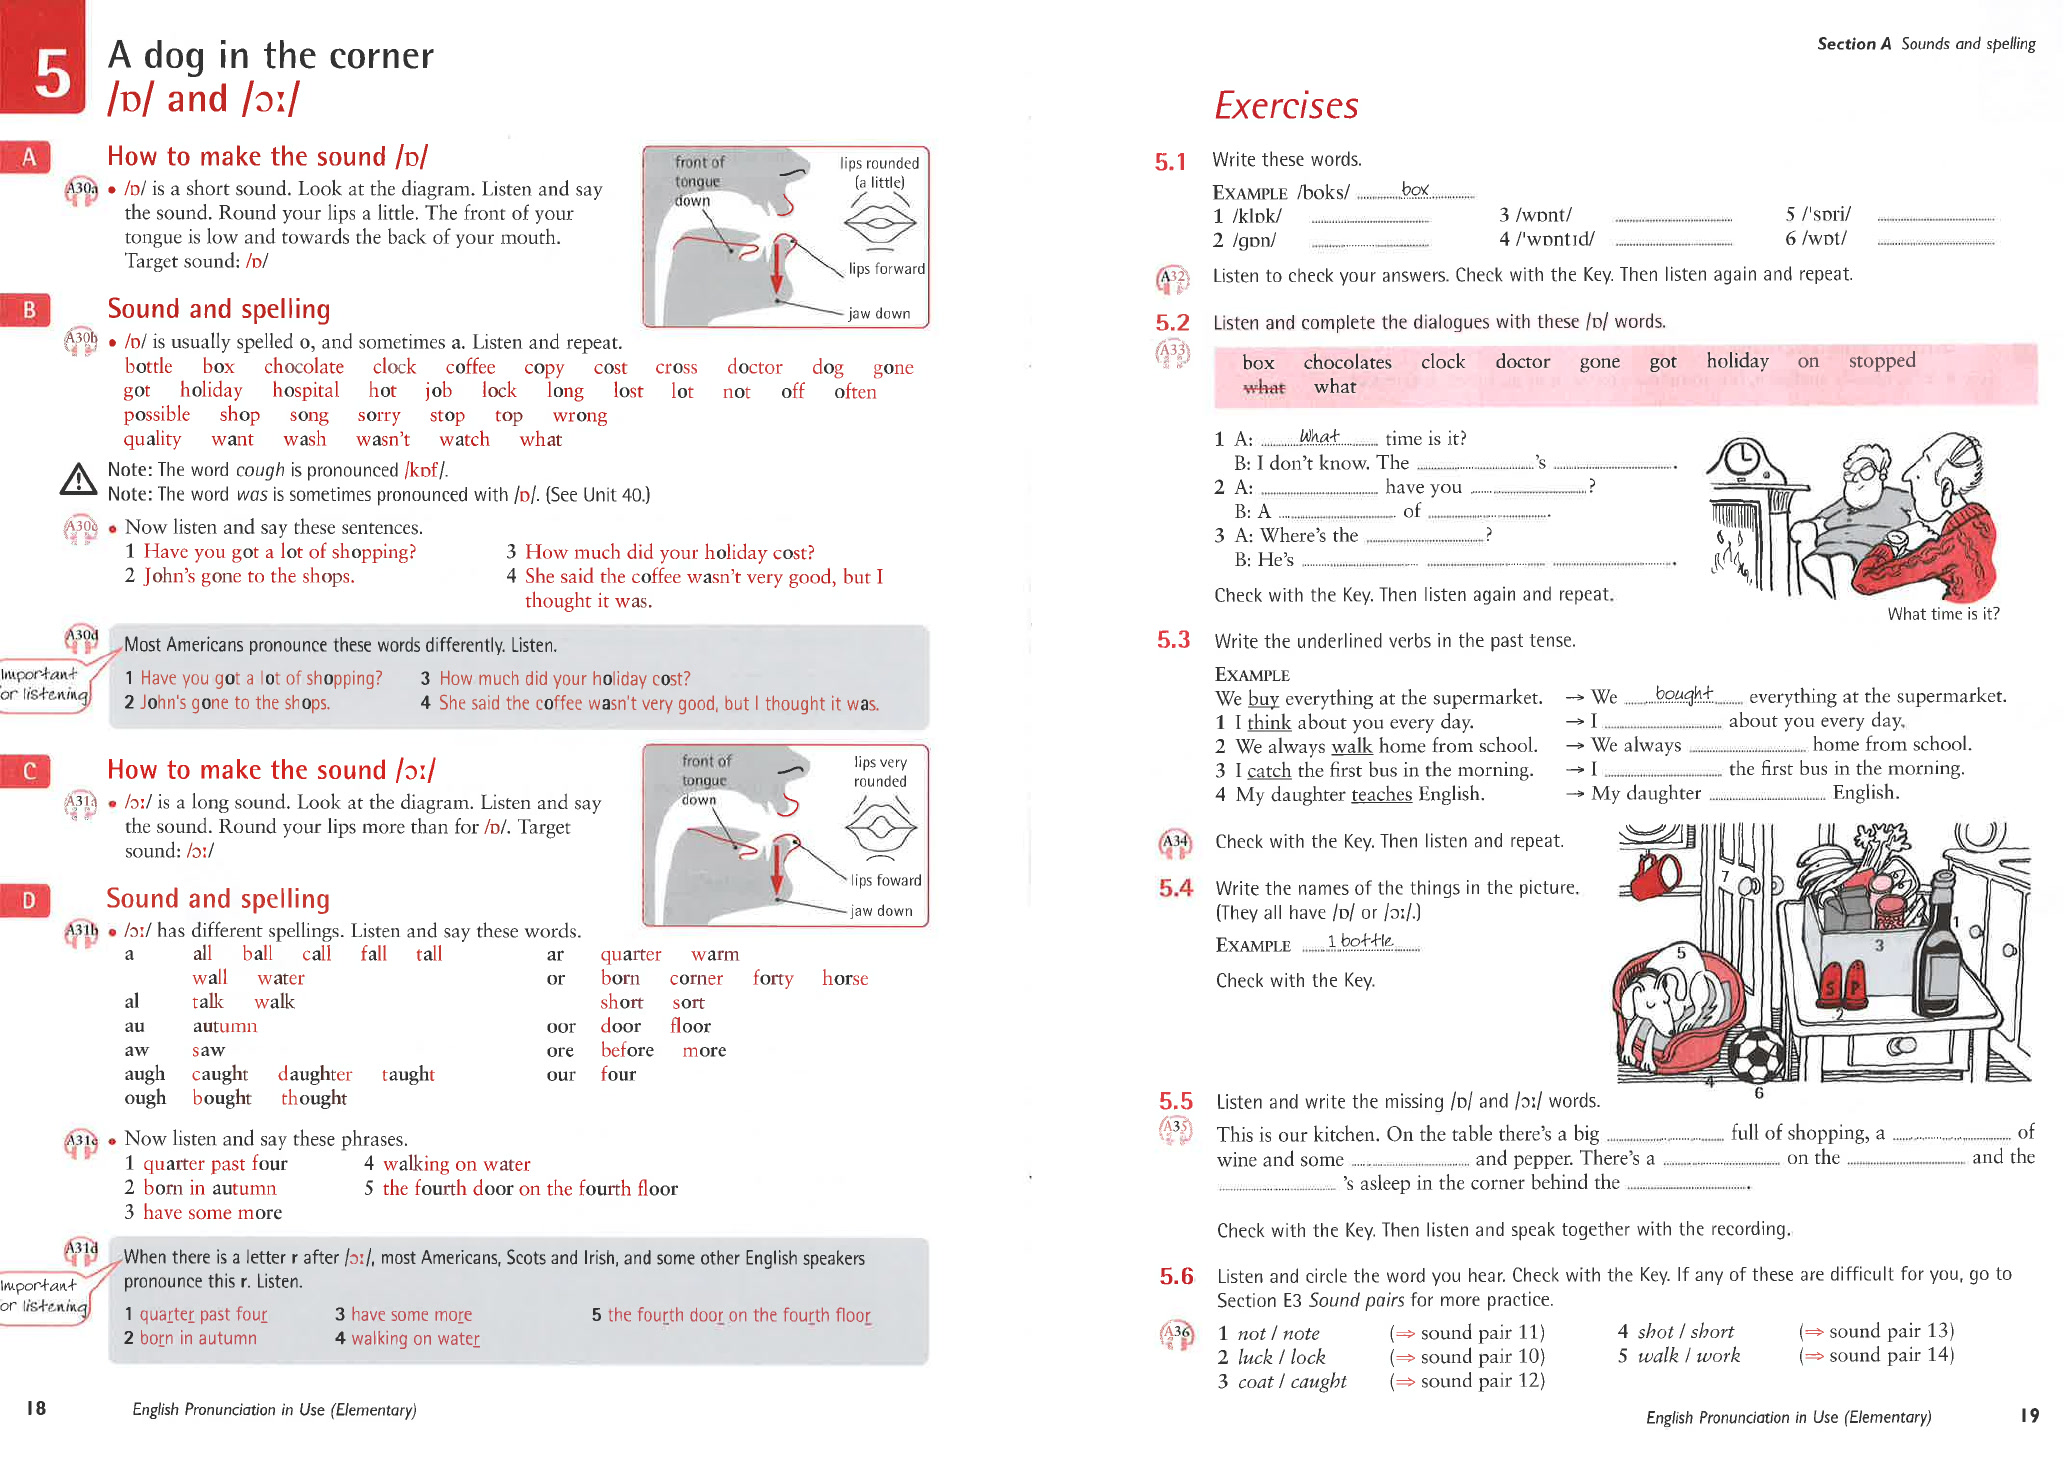 5
A dog in the corner
/ɒ/ and /ɔː/
A
How to make the sound /ɒ/
A30a • /ɒ/ is a short sound. Look at the diagram. Listen and say
the sound. Round your lips a little. The front of your
tongue is low and towards the back of your mouth.
Target sound: /ɒ/
front of
tongue
down
lips rounded
(a little)
lips forward
jaw down
B
Sound and spelling
A30b • /ɒ/ is usually spelled o, and sometimes a. Listen and repeat.
bottle box chocolate clock coffee copy cost cross doctor dog gone
got holiday hospital hot job lock long lost lot not off often
possible shop song sorry stop top wrong
quality want wash wasn't watch what
Note: The word cough is pronounced /kɒf/.
Note: The word was is sometimes pronounced with /ɒ/. (See Unit 40.)
A30c • Now listen and say these sentences.
1 Have you got a lot of shopping?
2 John's gone to the shops.
3 How much did your holiday cost?
4 She said the coffee wasn't very good, but I
thought it was.
A30d
Important
for listening
Most Americans pronounce these words differently. Listen.
1 Have you got a lot of shopping?
2 John's gone to the shops.
3 How much did your holiday cost?
4 She said the coffee wasn't very good, but I thought it was.
C
How to make the sound /ɔː/
A31a • /ɔː/ is a long sound. Look at the diagram. Listen and say
the sound. Round your lips more than for /ɒ/. Target
sound: /ɔː/
front of
tongue
down
lips very
rounded
lips foward
jaw down
D
Sound and spelling
A31b • /ɔː/ has different spellings. Listen and say these words.
a all ball call fall tall
wall water
al talk walk
au autumn
aw saw
augh caught daughter taught
ough bought thought
ar quarter warm
or born corner forty horse
short sort
oor door floor
ore before more
our four
A31c • Now listen and say these phrases.
1 quarter past four
2 born in autumn
3 have some more
4 walking on water
5 the fourth door on the fourth floor
A31d
Important
for listening
When there is a letter r after /ɔː/, most Americans, Scots and Irish, and some other English speakers
pronounce this r. Listen.
1 quarter past four
2 born in autumn
3 have some more
4 walking on water
5 the fourth door on the fourth floor
18 English Pronunciation in Use (Elementary)
Section A Sounds and spelling
Exercises
5.1 Write these words.
EXAMPLE /boks/ box
1 /klɒk/
2 /gɒn/
3 /wɒnt/
4 /'wɒntɪd/
5 /'sɒri/
6 /wɒt/
A32 Listen to check your answers. Check with the Key. Then listen again and repeat.
5.2 Listen and complete the dialogues with these /ɒ/ words.
A33
box chocolates clock doctor gone got holiday on stopped
what what
1 A: What time is it?
B: I don't know. The 's .
2 A: have you ?
B: A of .
3 A: Where's the ?
B: He's .
What time is it?
Check with the Key. Then listen again and repeat.
5.3 Write the underlined verbs in the past tense.
EXAMPLE
We buy everything at the supermarket. → We bought everything at the supermarket.
1 I think about you every day. → I about you every day.
2 We always walk home from school. → We always home from school.
3 I catch the first bus in the morning. → I the first bus in the morning.
4 My daughter teaches English. → My daughter English.
A34 Check with the Key. Then listen and repeat.
5.4 Write the names of the things in the picture.
(They all have /ɒ/ or /ɔː/.)
EXAMPLE 1 bottle
Check with the Key.
7
1
5
3
S P
2
4
6
5.5 Listen and write the missing /ɒ/ and /ɔː/ words.
A35
This is our kitchen. On the table there's a big full of shopping, a of
wine and some and pepper. There's a on the and the
's asleep in the corner behind the .
Check with the Key. Then listen and speak together with the recording.
5.6 Listen and circle the word you hear. Check with the Key. If any of these are difficult for you, go to
Section E3 Sound pairs for more practice.
A36
1 not / note (⇒ sound pair 11)
2 luck / lock (⇒ sound pair 10)
3 coat / caught (⇒ sound pair 12)
4 shot / short (⇒ sound pair 13)
5 walk / work (⇒ sound pair 14)
English Pronunciation in Use (Elementary) 19